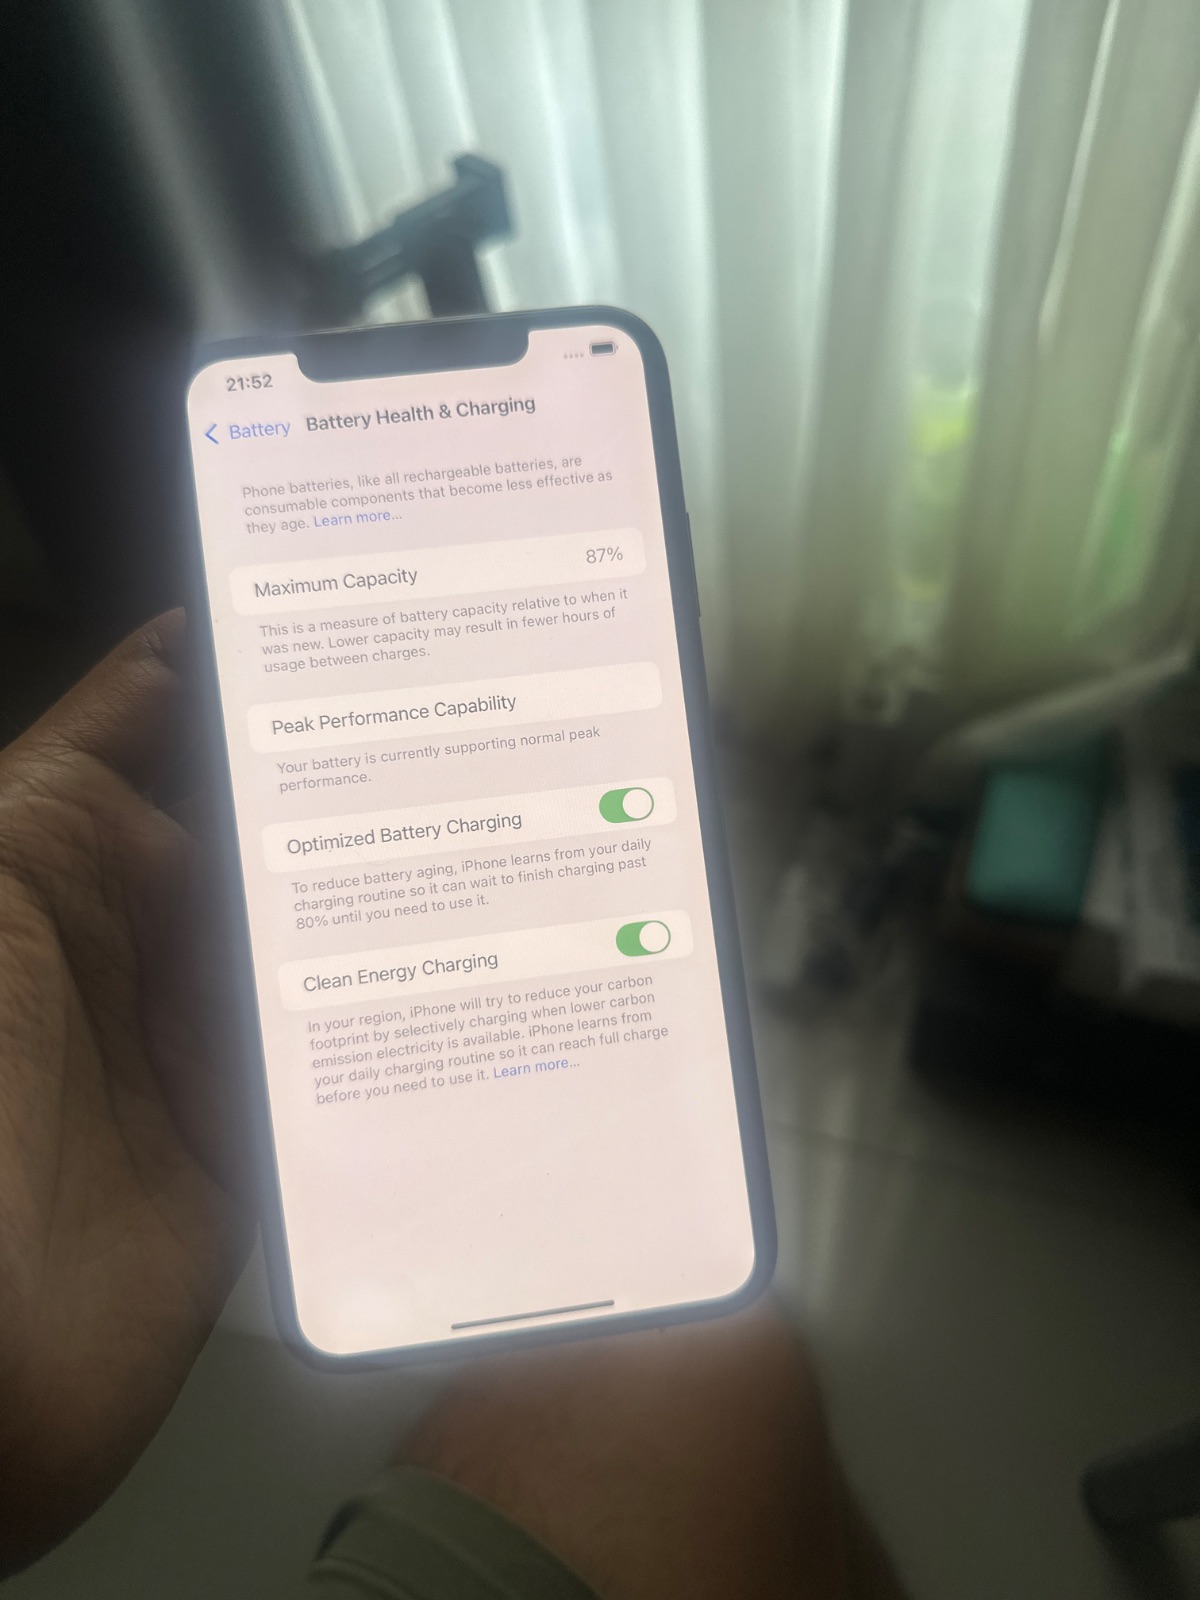 21:52
Battery
Battery Health & Charging
Phone batteries, like all rechargeable batteries, are
consumable components that become less effective as
they age. Learn more...
Maximum Capacity
87%
This is a measure of battery capacity relative to when it
was new. Lower capacity may result in fewer hours of
usage between charges.
Peak Performance Capability
Your battery is currently supporting normal peak
performance.
Optimized Battery Charging
To reduce battery aging, iPhone learns from your daily
charging routine so it can wait to finish charging past
80% until you need to use it.
Clean Energy Charging
In your region, iPhone will try to reduce your carbon
footprint by selectively charging when lower carbon
emission electricity is available. iPhone learns from
your daily charging routine so it can reach full charge
before you need to use it. Learn more...